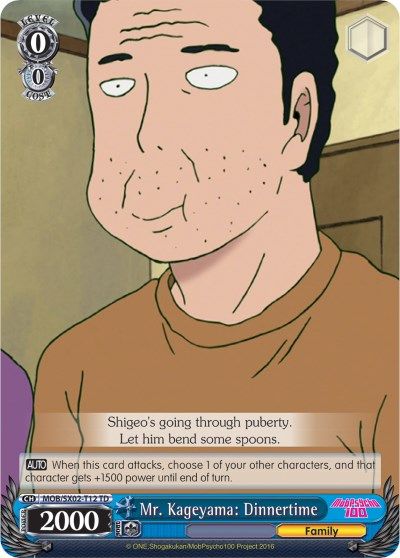 LEVEL
0
0
COST
Shigeo's going through puberty.
Let him bend some spoons.
AUTO When this card attacks, choose 1 of your other characters, and that
character gets +1500 power until end of turn.
CH MOB/SX02-T12 TD
POWER 2000
Mr. Kageyama: Dinnertime
MOB PSYCHO 100
Family
© ONE,Shogakukan/MobPsycho100 Project 2016